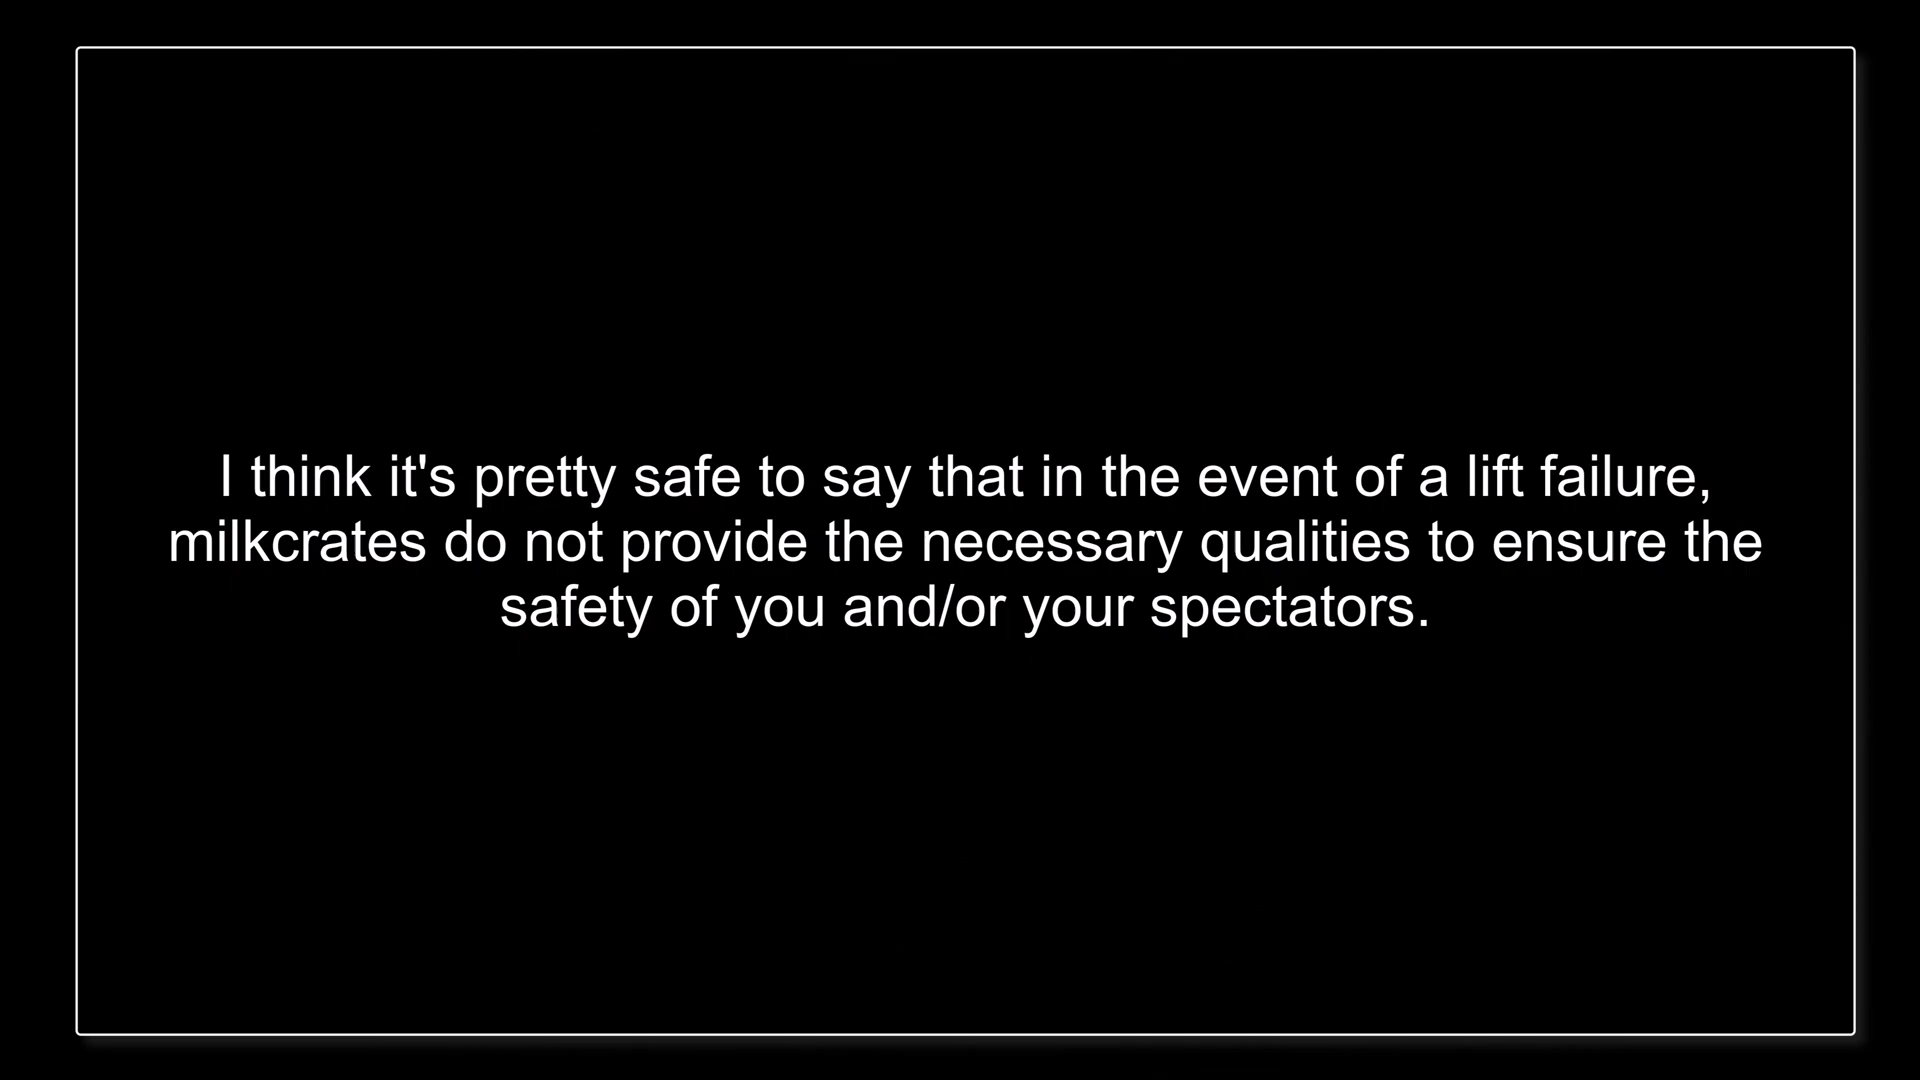 I think it's pretty safe to say that in the event of a lift failure,
milkcrates do not provide the necessary qualities to ensure the
safety of you and/or your spectators.